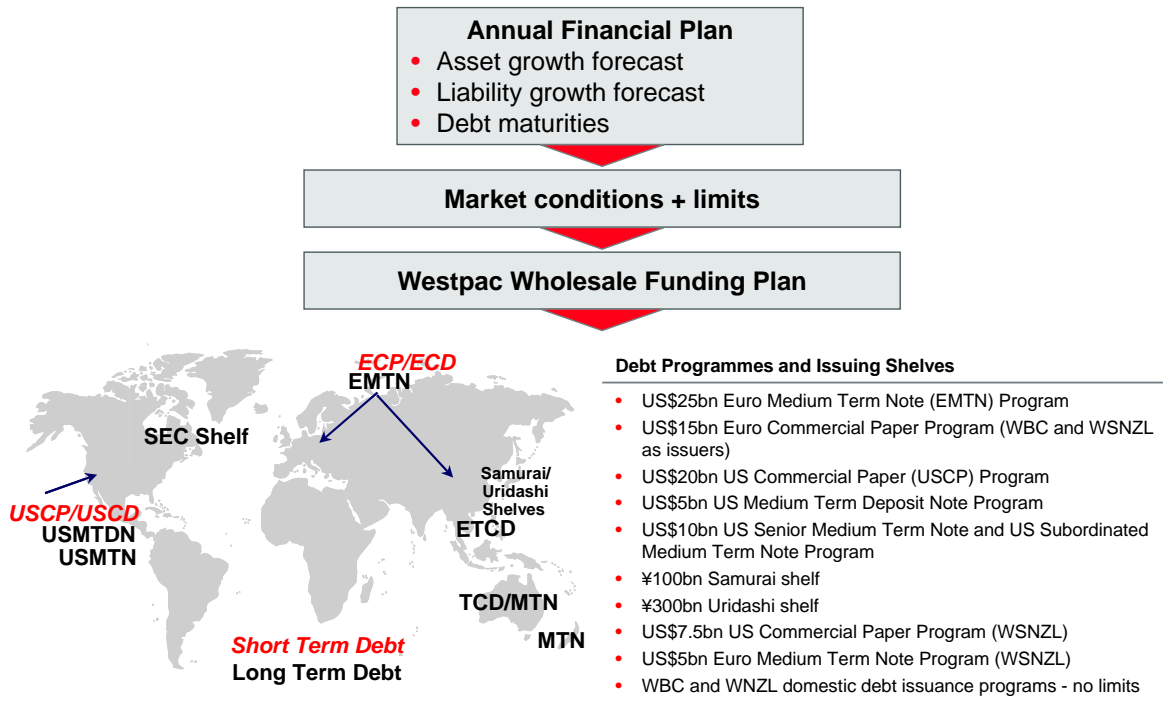 Annual Financial Plan
• Asset growth forecast
• Liability growth forecast
• Debt maturities
Market conditions + limits
Westpac Wholesale Funding Plan
ECP/ECD
EMTN
SEC Shelf
Samurai/
Uridashi
Shelves
ETCD
USCP/USCD
USMTDN
USMTN
TCD/MTN
MTN
Short Term Debt
Long Term Debt
Debt Programmes and Issuing Shelves
• US$25bn Euro Medium Term Note (EMTN) Program
• US$15bn Euro Commercial Paper Program (WBC and WSNZL
as issuers)
• US$20bn US Commercial Paper (USCP) Program
• US$5bn US Medium Term Deposit Note Program
• US$10bn US Senior Medium Term Note and US Subordinated
Medium Term Note Program
• ¥100bn Samurai shelf
• ¥300bn Uridashi shelf
• US$7.5bn US Commercial Paper Program (WSNZL)
• US$5bn Euro Medium Term Note Program (WSNZL)
• WBC and WNZL domestic debt issuance programs - no limits